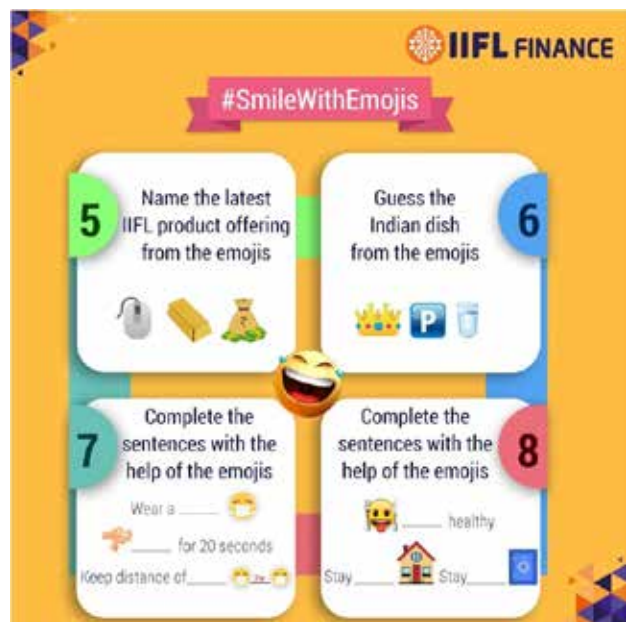 IIFL FINANCE
#SmileWithEmojis
5
Name the latest
IIFL product offering
from the emojis
6
Guess the
Indian dish
from the emojis
P
7
Complete the
sentences with the
help of the emojis
Wear a ______
______ for 20 seconds
Keep distance of______
8
Complete the
sentences with the
help of the emojis
______ healthy
Stay______ Stay______